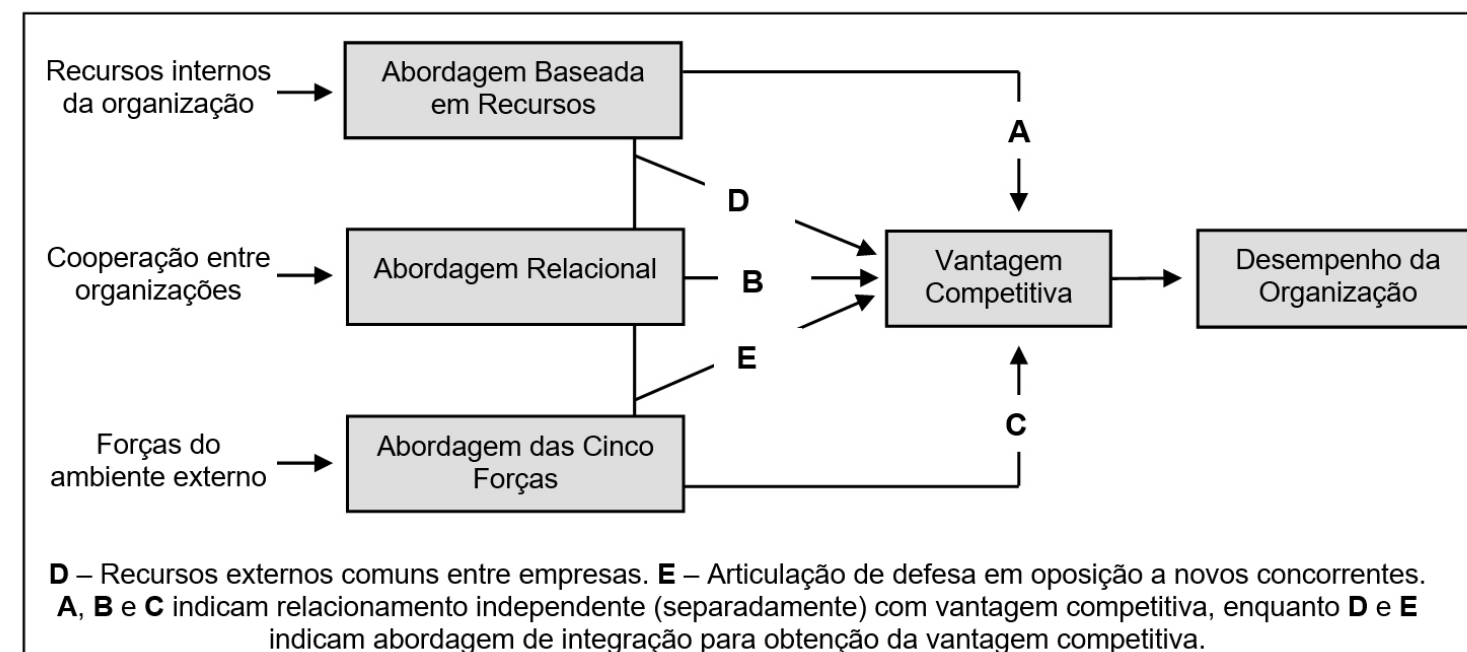 Recursos internos
da organização
Abordagem Baseada
em Recursos
A
D
Cooperação entre
organizações
Abordagem Relacional
B
Vantagem
Competitiva
Desempenho da
Organização
E
Forças do
ambiente externo
Abordagem das Cinco
Forças
C
D – Recursos externos comuns entre empresas. E – Articulação de defesa em oposição a novos concorrentes.
A, B e C indicam relacionamento independente (separadamente) com vantagem competitiva, enquanto D e E
indicam abordagem de integração para obtenção da vantagem competitiva.